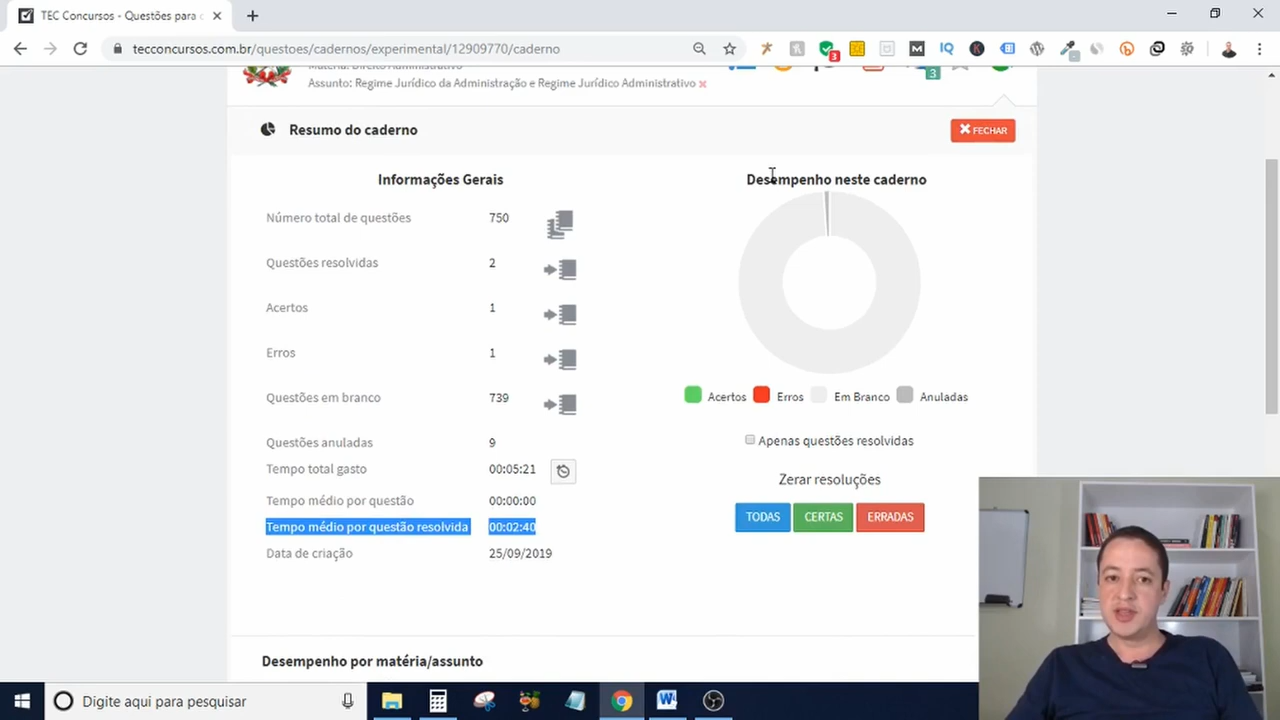 TEC Concursos - Questões para c
tecconcursos.com.br/questoes/cadernos/experimental/12909770/caderno
3
Matéria: Direito Administrativo
3
Assunto: Regime Jurídico da Administração e Regime Jurídico Administrativo
Resumo do caderno
FECHAR
Informações Gerais
Número total de questões 750
Questões resolvidas 2
Acertos 1
Erros 1
Questões em branco 739
Questões anuladas 9
Tempo total gasto 00:05:21
Tempo médio por questão 00:00:00
Tempo médio por questão resolvida 00:02:40
Data de criação 25/09/2019
Desempenho neste caderno
Acertos Erros Em Branco Anuladas
Apenas questões resolvidas
Zerar resoluções
TODAS CERTAS ERRADAS
Desempenho por matéria/assunto
Digite aqui para pesquisar